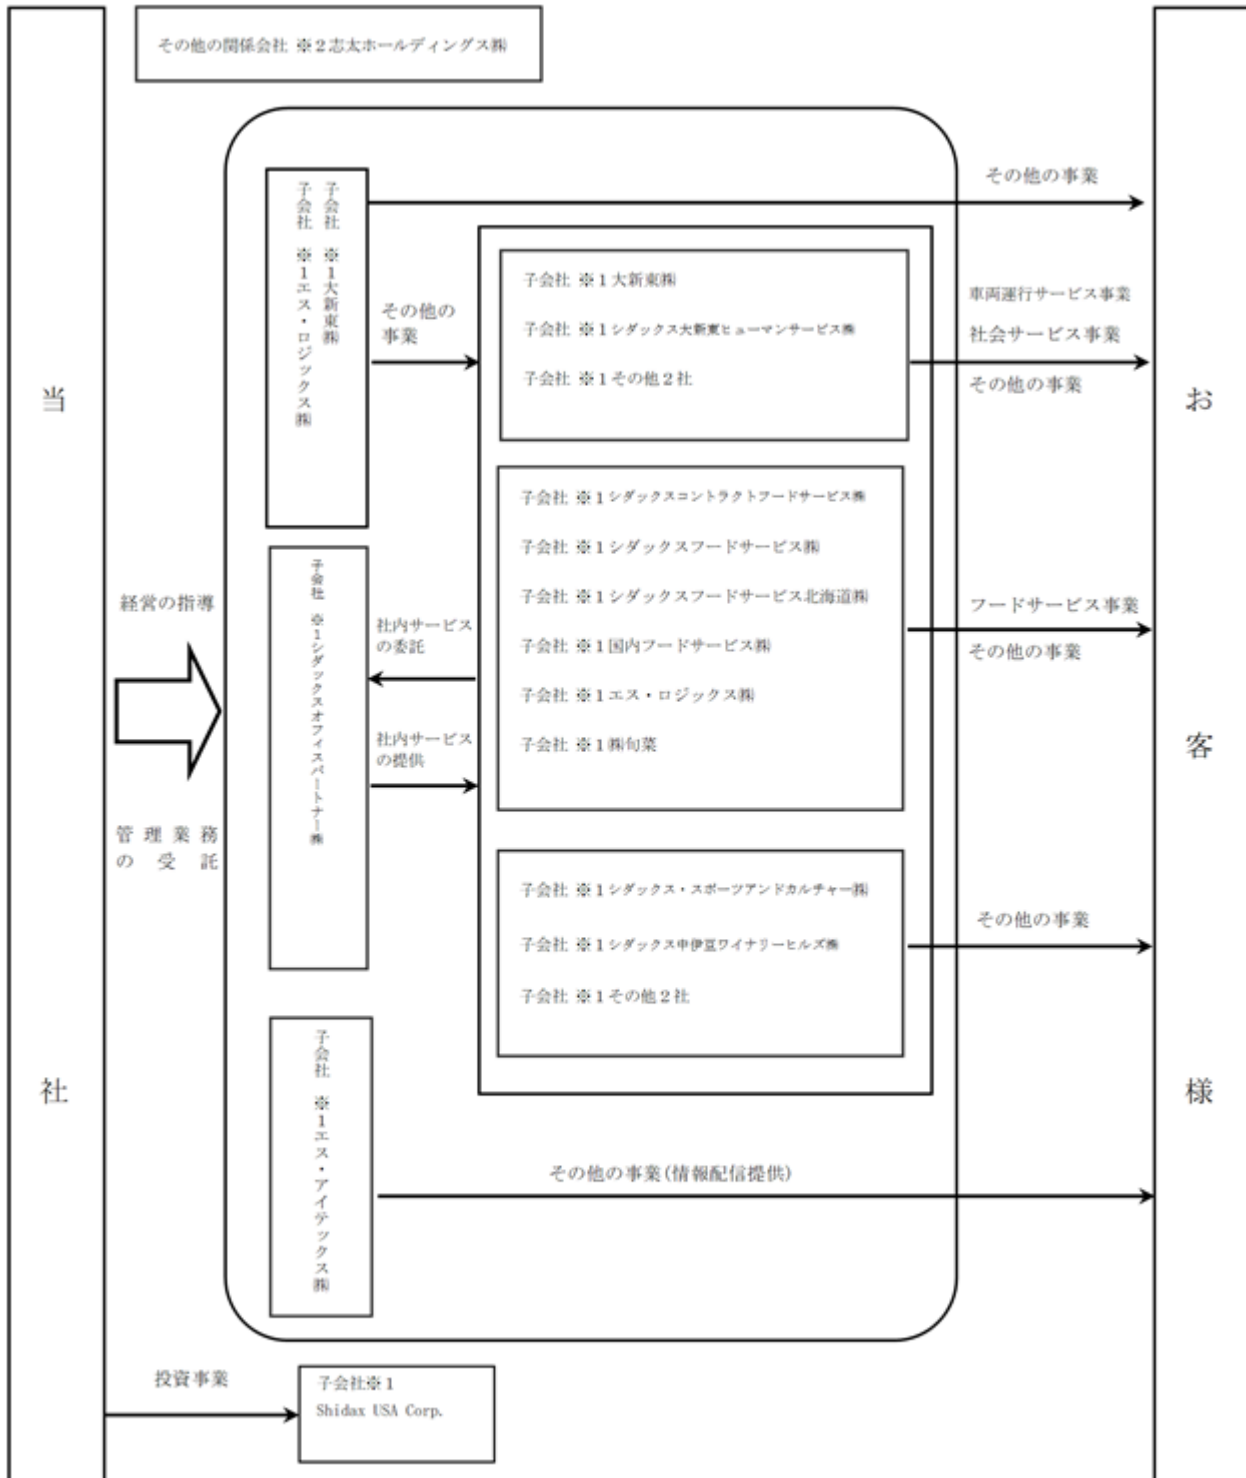 その他の関係会社 ※2志太ホールディングス㈱
当社
経営の指導
管理業務
の受託
子会社 ※1大新東㈱
子会社 ※1エス・ロジックス㈱
その他の
事業
子会社 ※1シダックスオフィスパートナー㈱
社内サービス
の委託
社内サービス
の提供
子会社 ※1エス・アイテックス㈱
子会社 ※1大新東㈱
子会社 ※1シダックス大新東ヒューマンサービス㈱
子会社 ※1その他2社
子会社 ※1シダックスコントラクトフードサービス㈱
子会社 ※1シダックスフードサービス㈱
子会社 ※1シダックスフードサービス北海道㈱
子会社 ※1国内フードサービス㈱
子会社 ※1エス・ロジックス㈱
子会社 ※1㈱旬菜
子会社 ※1シダックス・スポーツアンドカルチャー㈱
子会社 ※1シダックス中伊豆ワイナリーヒルズ㈱
子会社 ※1その他2社
その他の事業
車両運行サービス事業
社会サービス事業
その他の事業
フードサービス事業
その他の事業
その他の事業
その他の事業(情報配信提供)
お客様
投資事業
子会社※1
Shidax USA Corp.